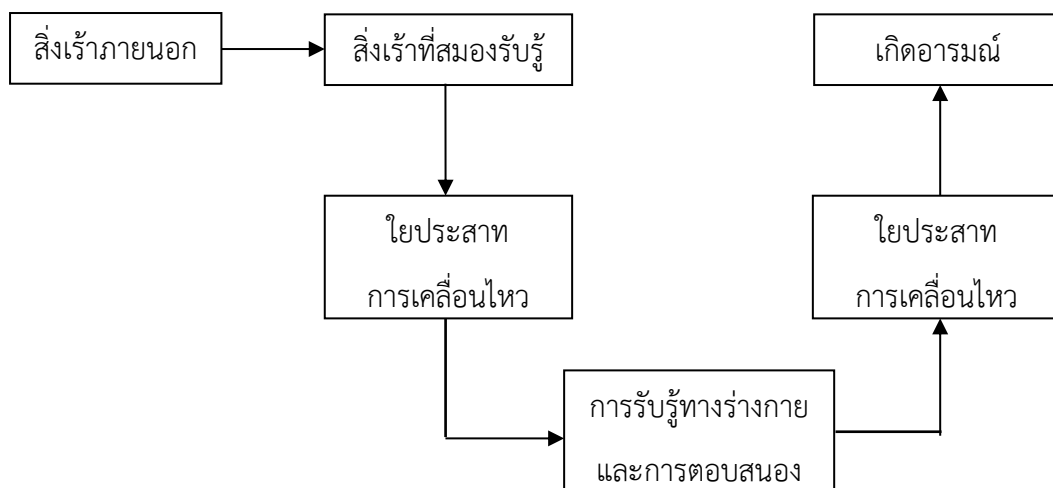 สิ่งเร้าภายนอก
สิ่งเร้าที่สมองรับรู้
เกิดอารมณ์
ใยประสาท
การเคลื่อนไหว
ใยประสาท
การเคลื่อนไหว
การรับรู้ทางร่างกาย
และการตอบสนอง